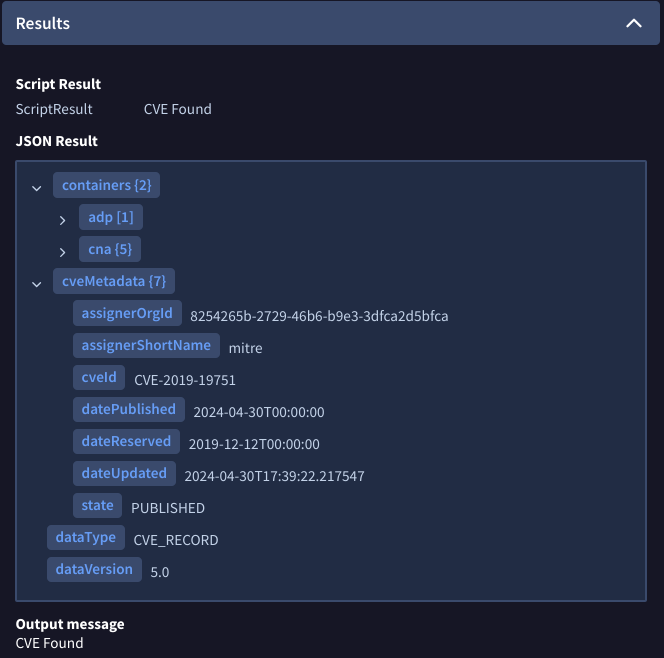 Results
Script Result
ScriptResult CVE Found
JSON Result
containers {2}
adp [1]
cna {5}
cveMetadata {7}
assignerOrgId 8254265b-2729-46b6-b9e3-3dfca2d5bfca
assignerShortName mitre
cveId CVE-2019-19751
datePublished 2024-04-30T00:00:00
dateReserved 2019-12-12T00:00:00
dateUpdated 2024-04-30T17:39:22.217547
state PUBLISHED
dataType CVE_RECORD
dataVersion 5.0
Output message
CVE Found